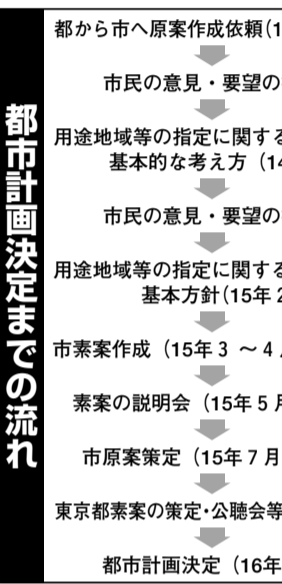 都市計画決定までの流れ
都から市へ原案作成依頼(1
市民の意見・要望の
用途地域等の指定に関する
基本的な考え方(14
市民の意見・要望の
用途地域等の指定に関する
基本方針(15年2
市素案作成(15年3 ～4
素案の説明会(15年5月
市原案策定(15年7月
東京都素案の策定・公聴会等
都市計画決定(16年